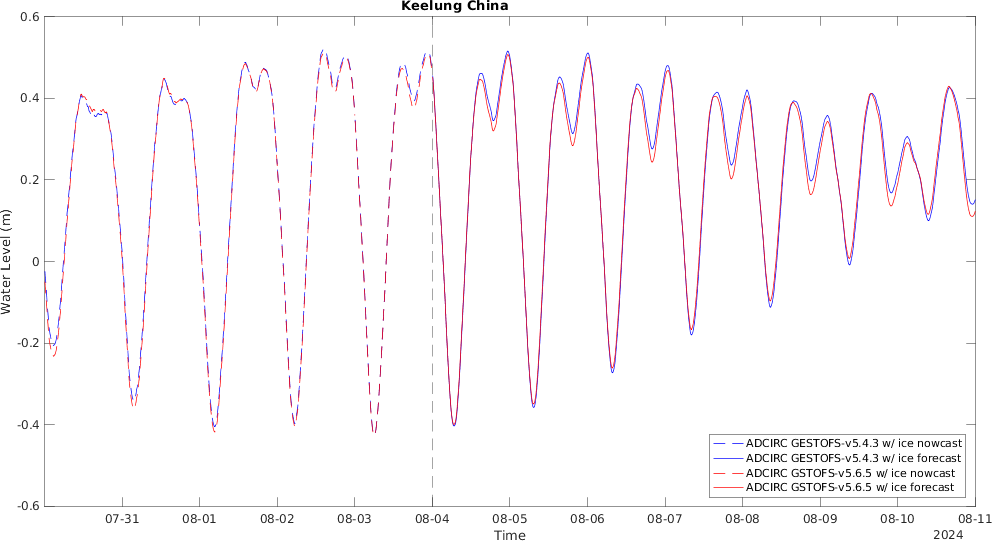 Keelung China
0.6
0.4
0.2
0
-0.2
-0.4
-0.6
Water Level (m)
ADCIRC GESTOFS-v5.4.3 w/ ice nowcast
ADCIRC GESTOFS-v5.4.3 w/ ice forecast
ADCIRC GSTOFS-v5.6.5 w/ ice nowcast
ADCIRC GSTOFS-v5.6.5 w/ ice forecast
07-31 08-01 08-02 08-03 08-04 08-05 08-06 08-07 08-08 08-09 08-10 08-11
Time
2024